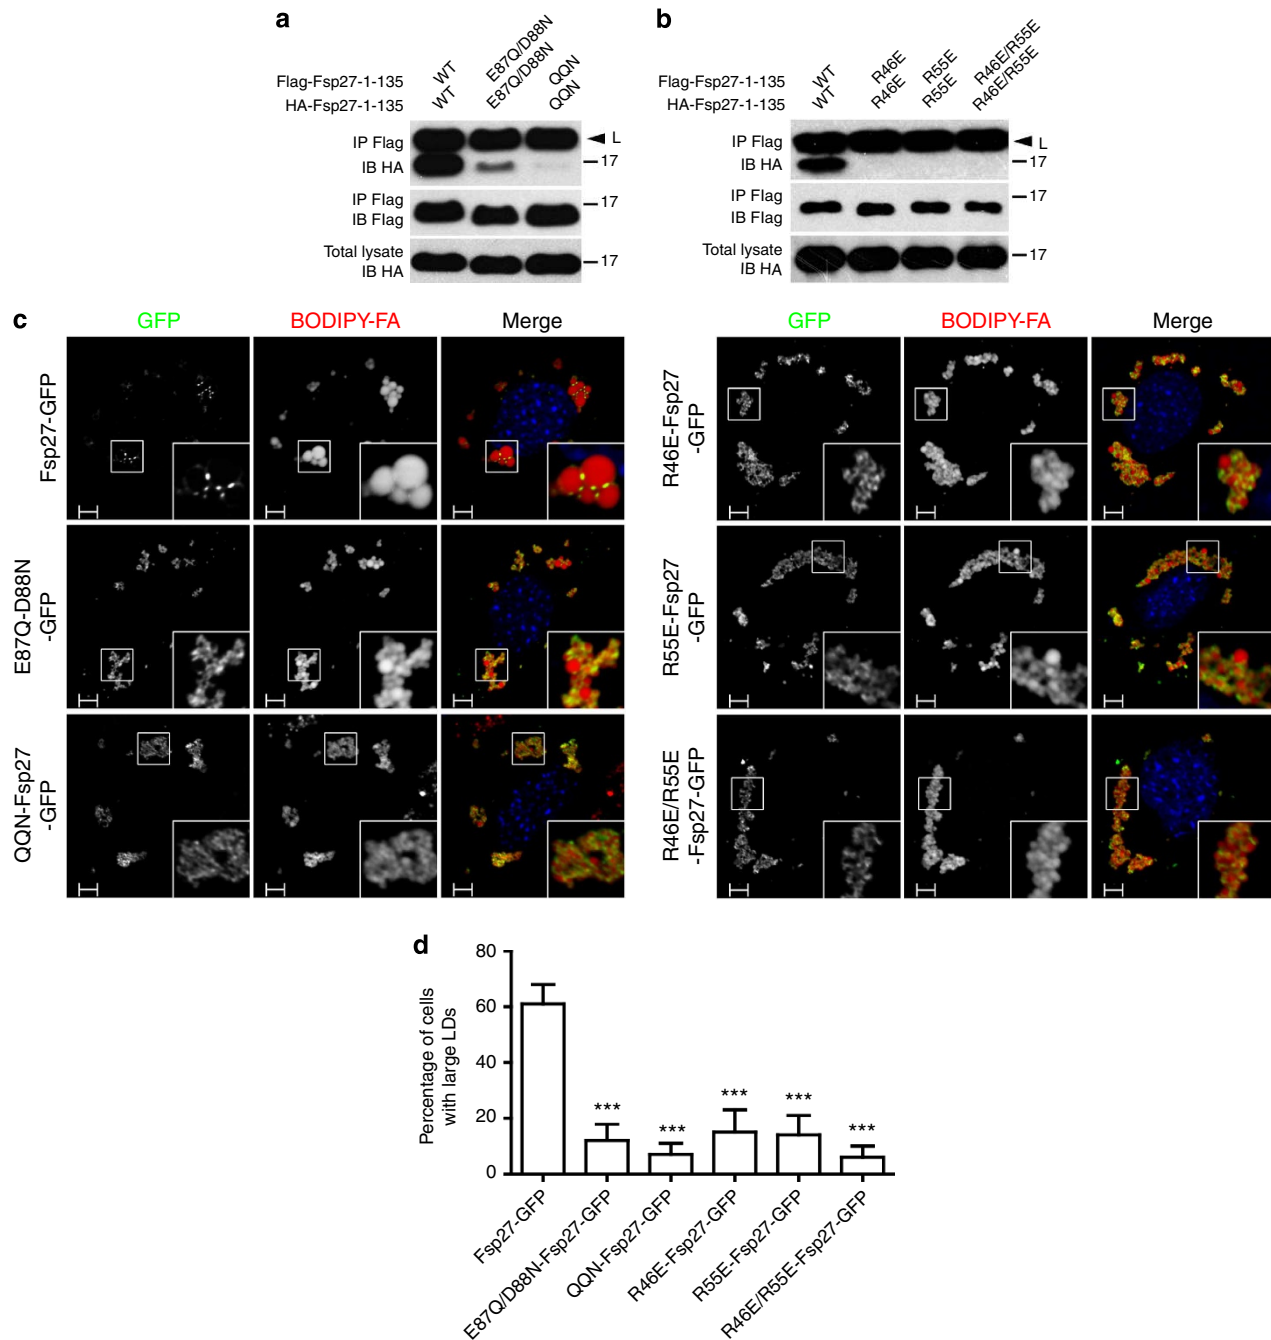 a
Flag-Fsp27-1-135 WT E87Q/D88N QQN
HA-Fsp27-1-135 WT E87Q/D88N QQN
IP Flag
L
IB HA
17
IP Flag
17
IB Flag
Total lysate
17
IB HA
b
Flag-Fsp27-1-135 WT R46E R55E R46E/R55E
HA-Fsp27-1-135 WT R46E R55E R46E/R55E
IP Flag
L
IB HA
17
IP Flag
17
IB Flag
Total lysate
17
IB HA
c
GFP BODIPY-FA Merge
Fsp27-GFP
E87Q-D88N
-GFP
QQN-Fsp27
-GFP
GFP BODIPY-FA Merge
R46E-Fsp27
-GFP
R55E-Fsp27
-GFP
R46E/R55E
-Fsp27-GFP
d
Percentage of cells
with large LDs
80
60
40
20
0
***
***
***
***
***
Fsp27-GFP
E87Q/D88N-Fsp27-GFP
QQN-Fsp27-GFP
R46E-Fsp27-GFP
R55E-Fsp27-GFP
R46E/R55E-Fsp27-GFP